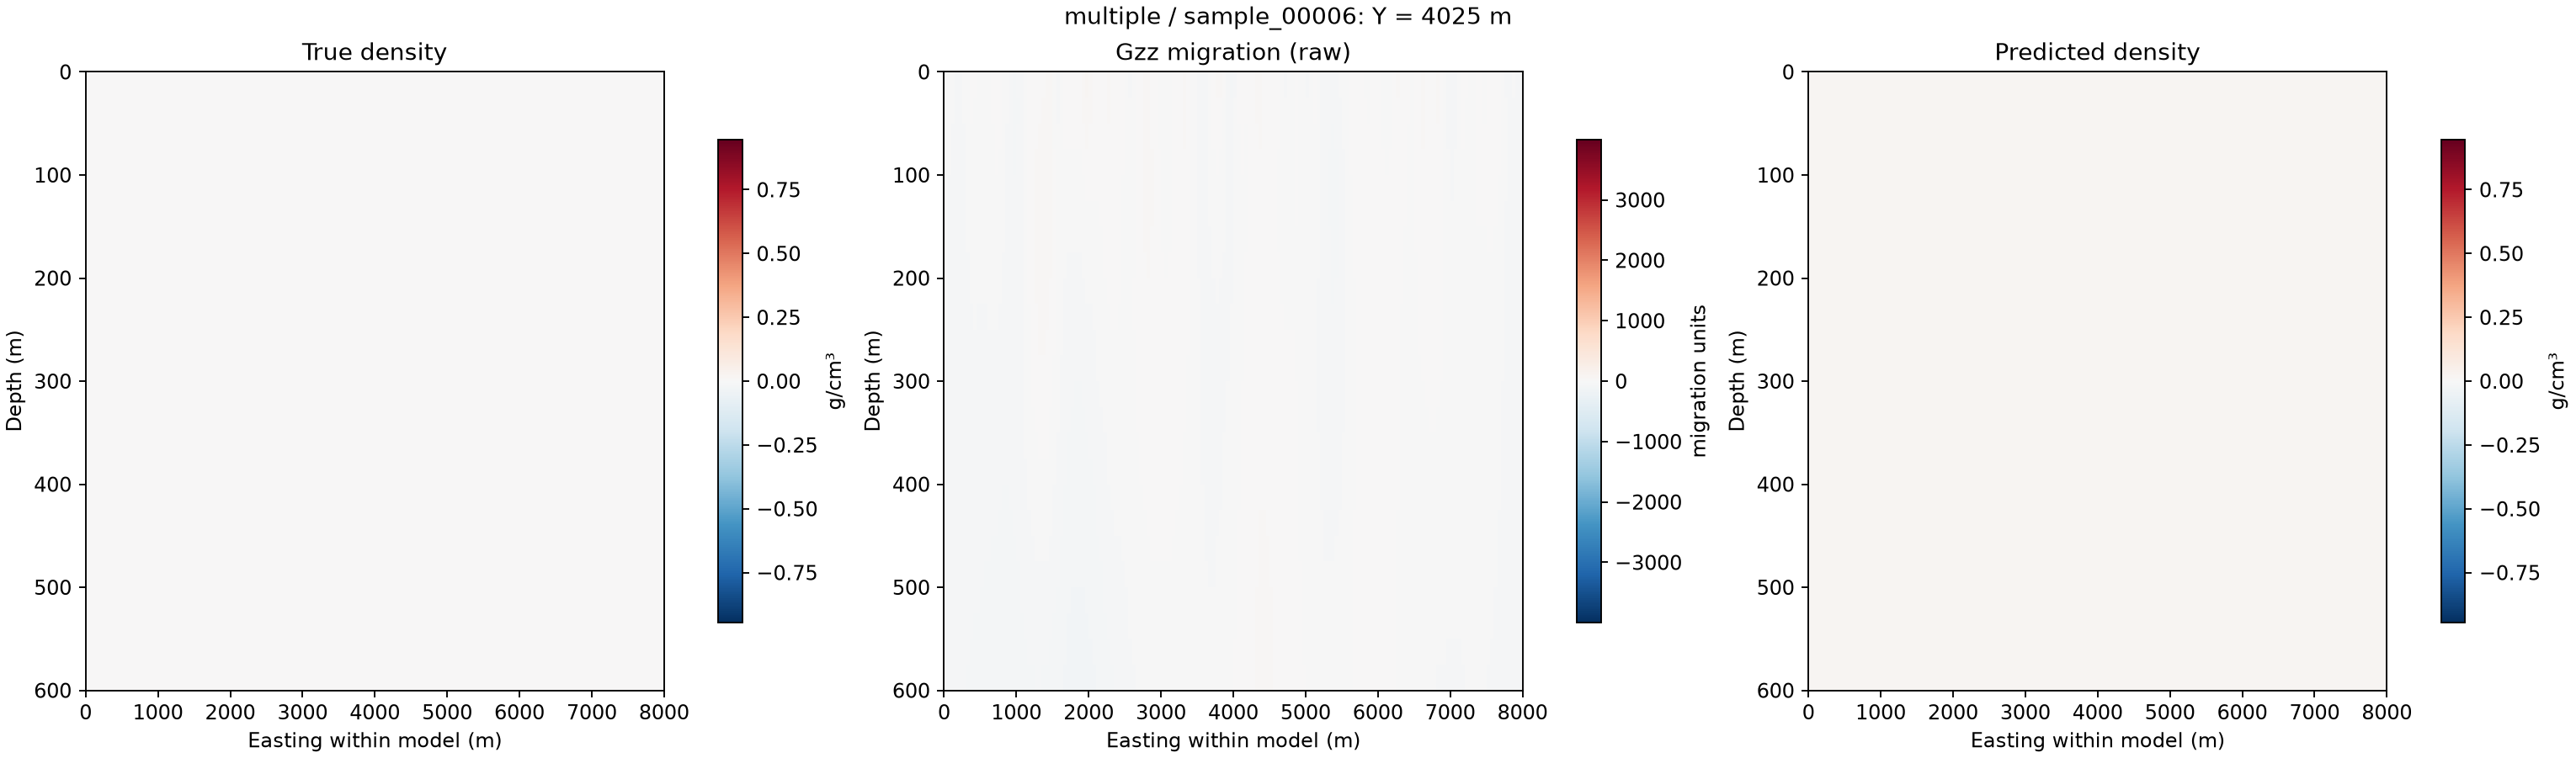 multiple / sample_00006: Y = 4025 m
True density
0
100
200
300
400
500
600
Depth (m)
0 1000 2000 3000 4000 5000 6000 7000 8000
Easting within model (m)
0.75
0.50
0.25
0.00
−0.25
−0.50
−0.75
g/cm³
Gzz migration (raw)
0
100
200
300
400
500
600
Depth (m)
0 1000 2000 3000 4000 5000 6000 7000 8000
Easting within model (m)
3000
2000
1000
0
−1000
−2000
−3000
migration units
Predicted density
0
100
200
300
400
500
600
Depth (m)
0 1000 2000 3000 4000 5000 6000 7000 8000
Easting within model (m)
0.75
0.50
0.25
0.00
−0.25
−0.50
−0.75
g/cm³